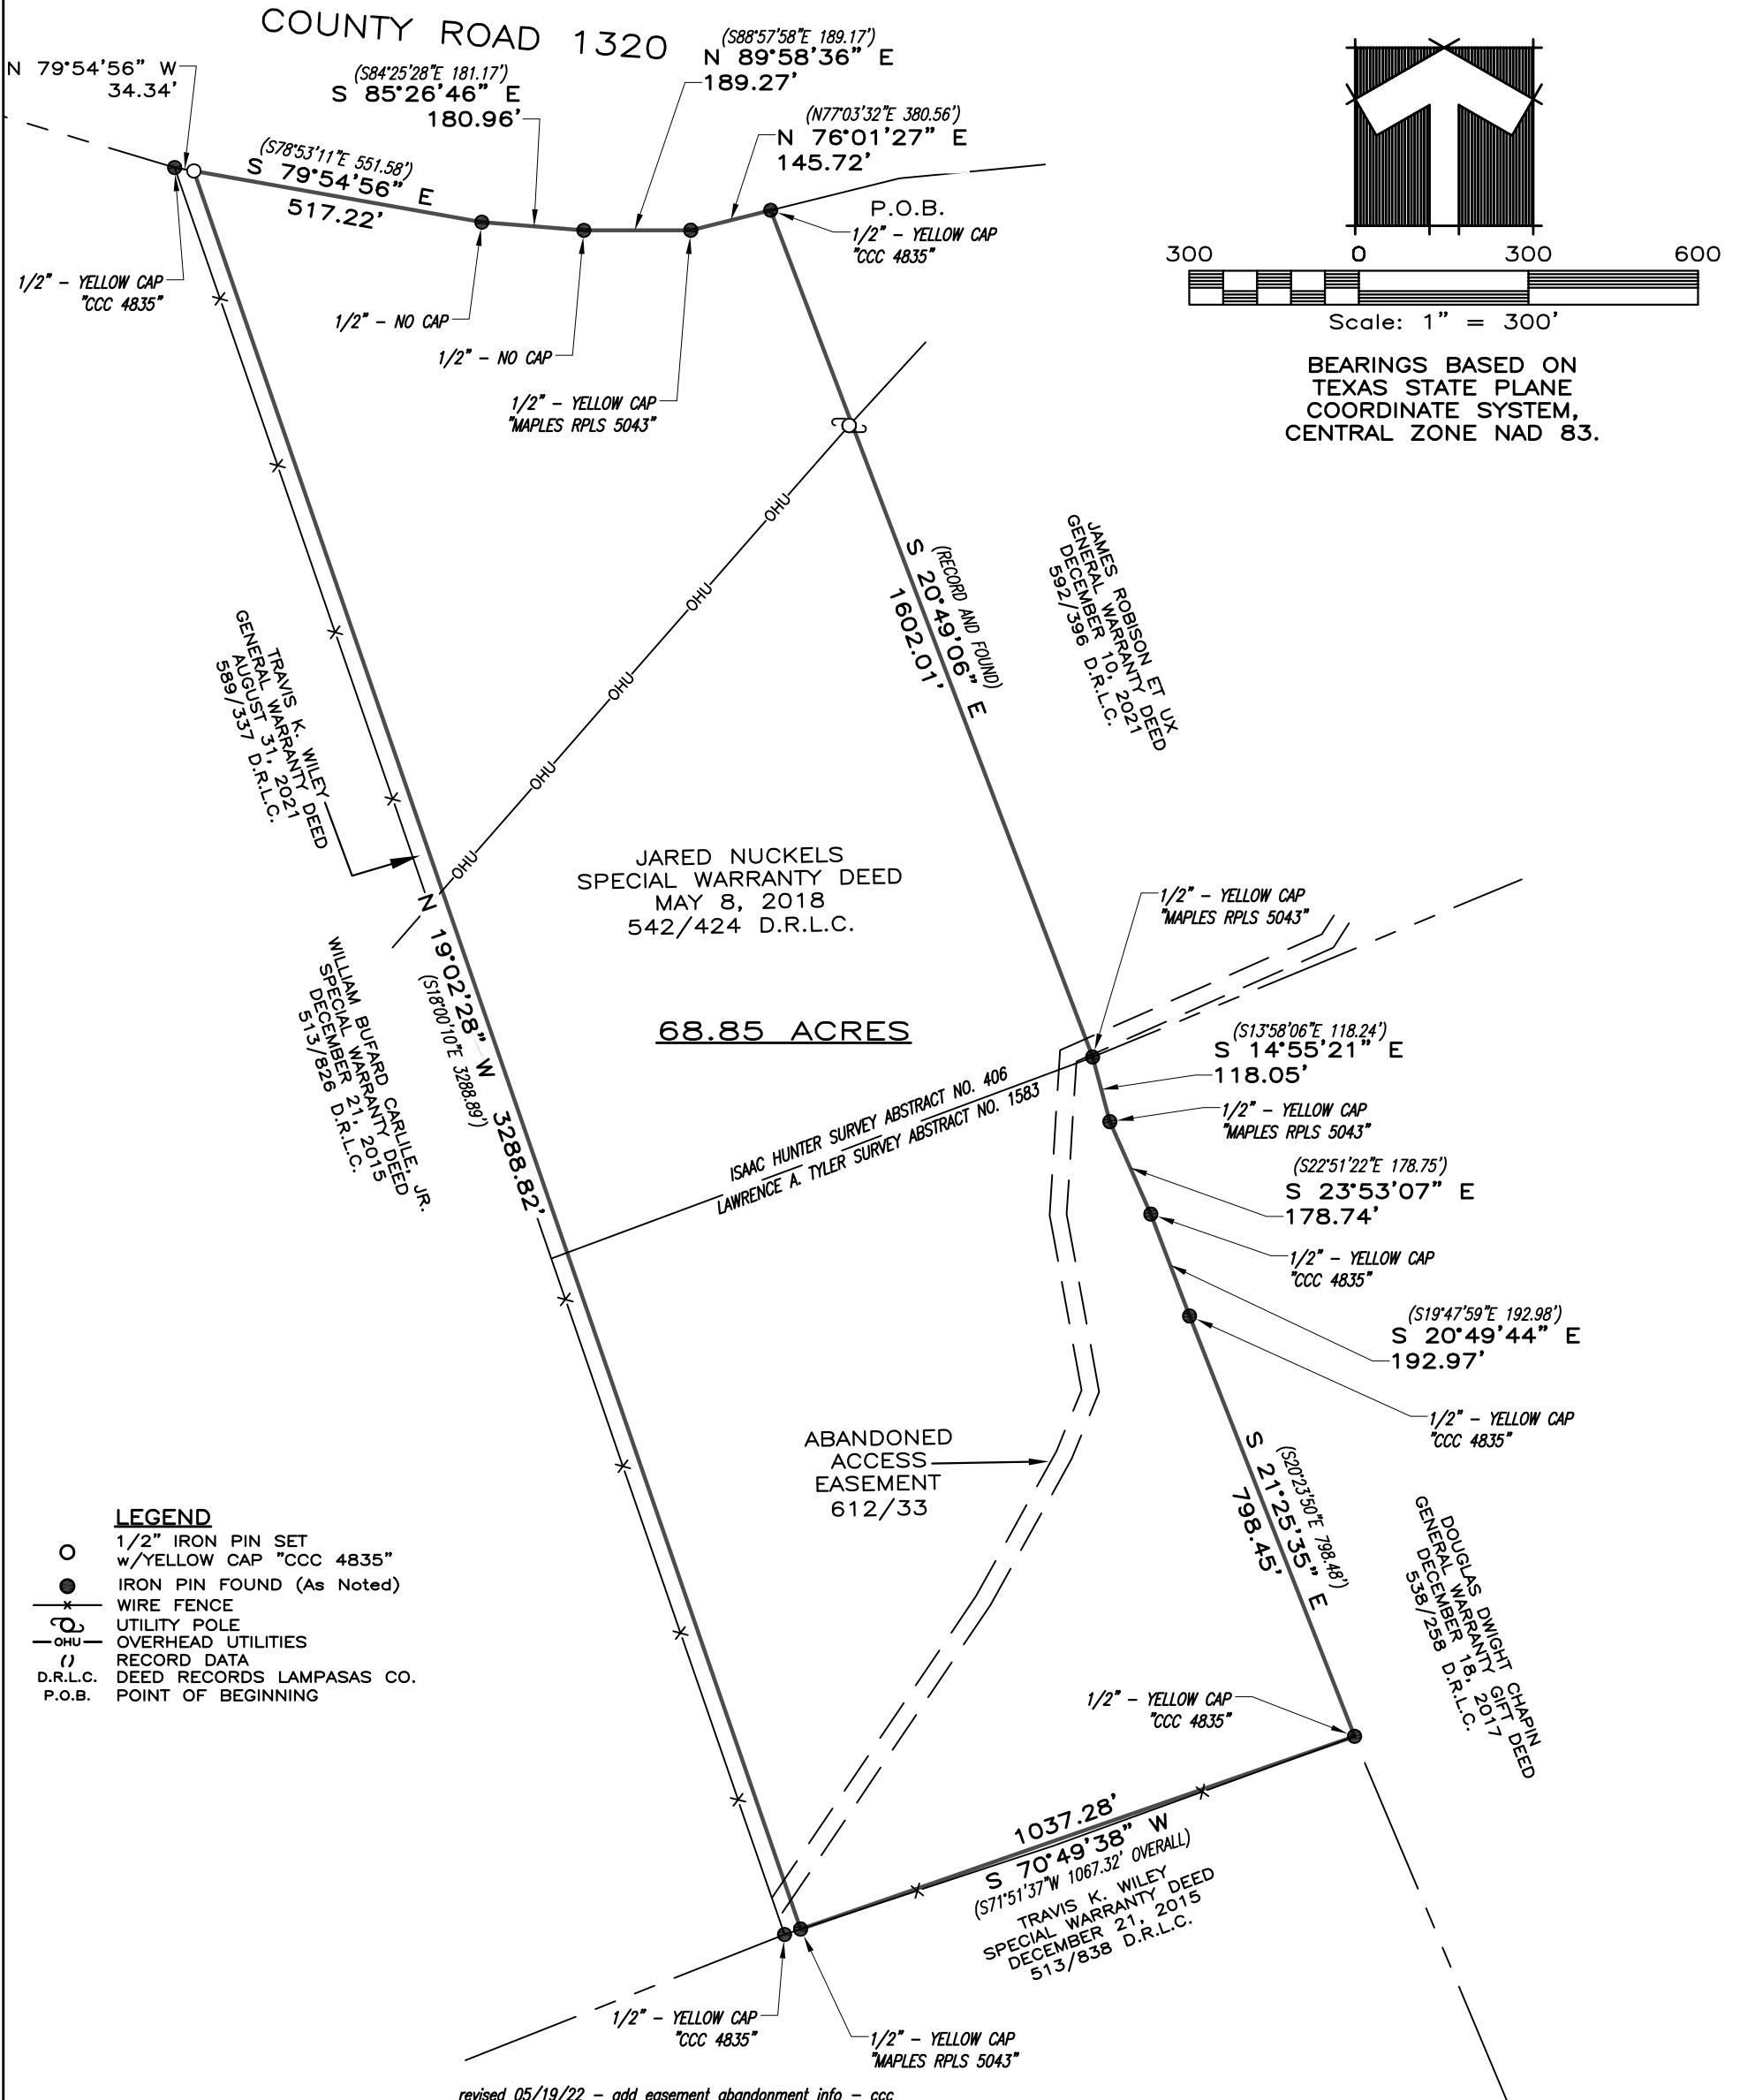 COUNTY ROAD 1320
N 79°54'56" W
34.34'
(S84°25'28"E 181.17')
S 85°26'46" E
180.96'
(S88°57'58"E 189.17')
N 89°58'36" E
189.27'
(N77°03'32"E 380.56')
N 76°01'27" E
145.72'
(S78°53'11"E 551.58')
S 79°54'56" E
517.22'
P.O.B.
1/2" - YELLOW CAP
"CCC 4835"
1/2" - YELLOW CAP
"CCC 4835"
1/2" - NO CAP
1/2" - NO CAP
1/2" - YELLOW CAP
"MAPLES RPLS 5043"
300 0 300 600
Scale: 1" = 300'
BEARINGS BASED ON
TEXAS STATE PLANE
COORDINATE SYSTEM,
CENTRAL ZONE NAD 83.
OHU
OHU
OHU
OHU
OHU
(RECORD AND FOUND)
S 20°49'06" E
1602.01'
JAMES ROBISON ET UX
GENERAL WARRANTY DEED
DECEMBER 10, 2021
592/396 D.R.L.C.
TRAVIS K. WILEY
GENERAL WARRANTY DEED
AUGUST 31, 2021
589/337 D.R.L.C.
JARED NUCKELS
SPECIAL WARRANTY DEED
MAY 8, 2018
542/424 D.R.L.C.
68.85 ACRES
N 19°02'28" W 3288.82'
(S18°00'10"E 3288.89')
WILLIAM BUFARD CARLILE, JR.
SPECIAL WARRANTY DEED
DECEMBER 21, 2015
513/826 D.R.L.C.
1/2" - YELLOW CAP
"MAPLES RPLS 5043"
(S13°58'06"E 118.24')
S 14°55'21" E
118.05'
1/2" - YELLOW CAP
"MAPLES RPLS 5043"
ISAAC HUNTER SURVEY ABSTRACT NO. 406
LAWRENCE A. TYLER SURVEY ABSTRACT NO. 1583
(S22°51'22"E 178.75')
S 23°53'07" E
178.74'
1/2" - YELLOW CAP
"CCC 4835"
(S19°47'59"E 192.98')
S 20°49'44" E
192.97'
1/2" - YELLOW CAP
"CCC 4835"
ABANDONED
ACCESS
EASEMENT
612/33
(S20°23'50"E 798.48')
S 21°25'35" E
798.45'
DOUGLAS DWIGHT CHAPIN
GENERAL WARRANTY GIFT DEED
DECEMBER 18, 2017
538/258 D.R.L.C.
LEGEND
1/2" IRON PIN SET
w/YELLOW CAP "CCC 4835"
IRON PIN FOUND (As Noted)
WIRE FENCE
UTILITY POLE
OHU OVERHEAD UTILITIES
() RECORD DATA
D.R.L.C. DEED RECORDS LAMPASAS CO.
P.O.B. POINT OF BEGINNING
1/2" - YELLOW CAP
"CCC 4835"
1037.28'
S 70°49'38" W
(S71°51'37"W 1067.32' OVERALL)
TRAVIS K. WILEY
SPECIAL WARRANTY DEED
DECEMBER 21, 2015
513/838 D.R.L.C.
1/2" - YELLOW CAP
"CCC 4835"
1/2" - YELLOW CAP
"MAPLES RPLS 5043"
revised 05/19/22 - add easement abandonment info - ccc